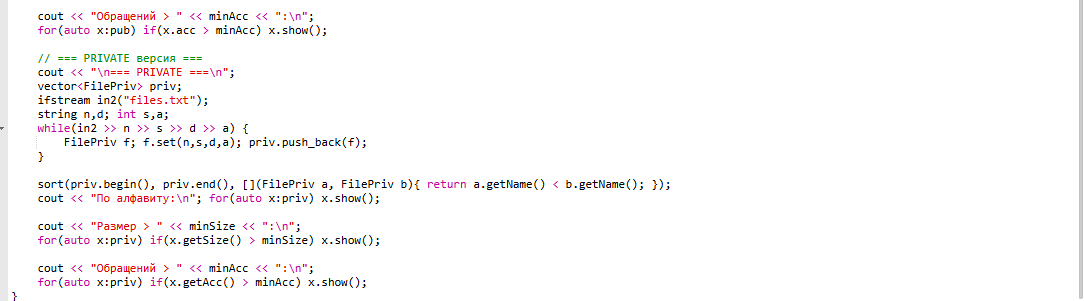 cout << "Обращений > " << minAcc << ":\n";
for(auto x:pub) if(x.acc > minAcc) x.show();
// === PRIVATE версия ===
cout << "\n=== PRIVATE ===\n";
vector<FilePriv> priv;
ifstream in2("files.txt");
string n,d; int s,a;
while(in2 >> n >> s >> d >> a) {
FilePriv f; f.set(n,s,d,a); priv.push_back(f);
}
sort(priv.begin(), priv.end(), [](FilePriv a, FilePriv b){ return a.getName() < b.getName(); });
cout << "По алфавиту:\n"; for(auto x:priv) x.show();
cout << "Размер > " << minSize << ":\n";
for(auto x:priv) if(x.getSize() > minSize) x.show();
cout << "Обращений > " << minAcc << ":\n";
for(auto x:priv) if(x.getAcc() > minAcc) x.show();
}